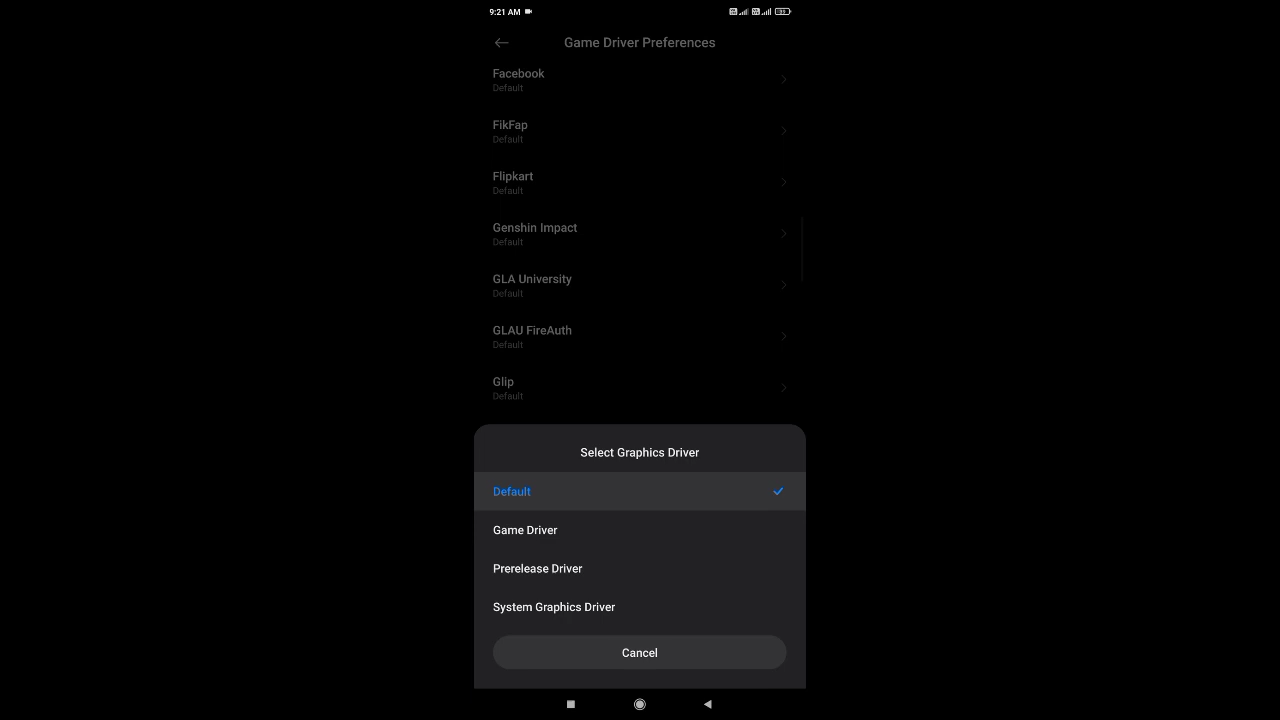 9:21 AM
Game Driver Preferences
Facebook
Default
FikFap
Default
Flipkart
Default
Genshin Impact
Default
GLA University
Default
GLAU FireAuth
Default
Glip
Default
Select Graphics Driver
Default
Game Driver
Prerelease Driver
System Graphics Driver
Cancel